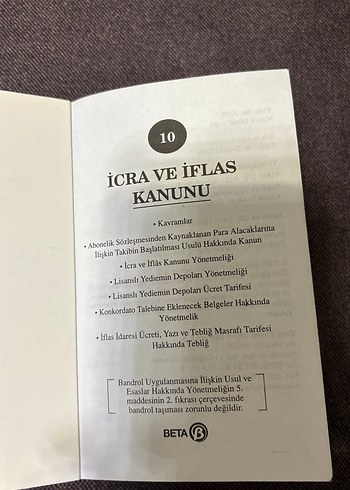 10
İCRA VE İFLAS
KANUNU
• Kavramlar
• Abonelik Sözleşmesinden Kaynaklanan Para Alacaklarına
İlişkin Takibin Başlatılması Usulü Hakkında Kanun
• İcra ve İflâs Kanunu Yönetmeliği
• Lisanslı Yediemin Depoları Yönetmeliği
• Lisanslı Yediemin Depoları Ücret Tarifesi
• Konkordato Talebine Eklenecek Belgeler Hakkında
Yönetmelik
• İflas İdaresi Ücreti, Yazı ve Tebliğ Masrafı Tarifesi
Hakkında Tebliğ
Bandrol Uygulanmasına İlişkin Usul ve
Esaslar Hakkında Yönetmeliğin 5.
maddesinin 2. fıkrası çerçevesinde
bandrol taşıması zorunlu değildir.
BETA B